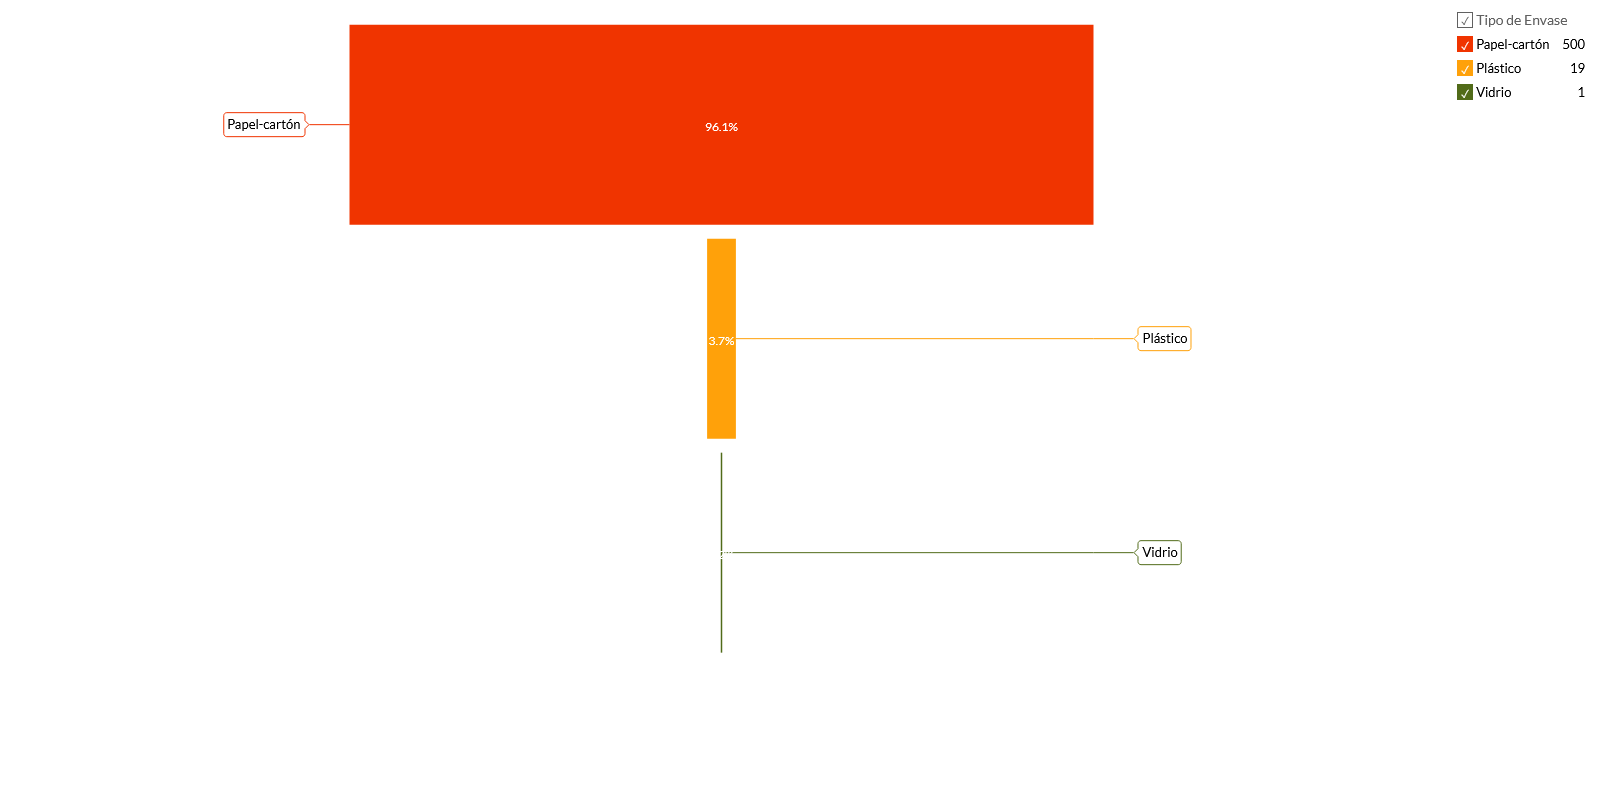 Tipo de Envase
Papel-cartón 500
Plástico 19
Vidrio 1
Papel-cartón
96.1%
3.7%
Plástico
Vidrio